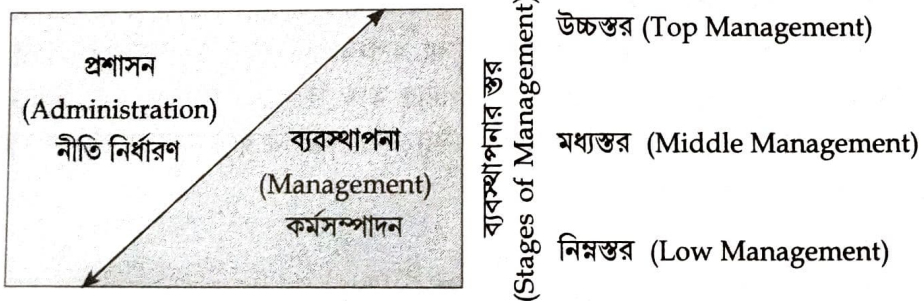 প্রশাসন
(Administration)
নীতি নির্ধারণ
ব্যবস্থাপনা
(Management)
কর্মসম্পাদন
ব্যবস্থাপনার স্তর
(Stages of Management)
উচ্চস্তর (Top Management)
মধ্যস্তর (Middle Management)
নিম্নস্তর (Low Management)